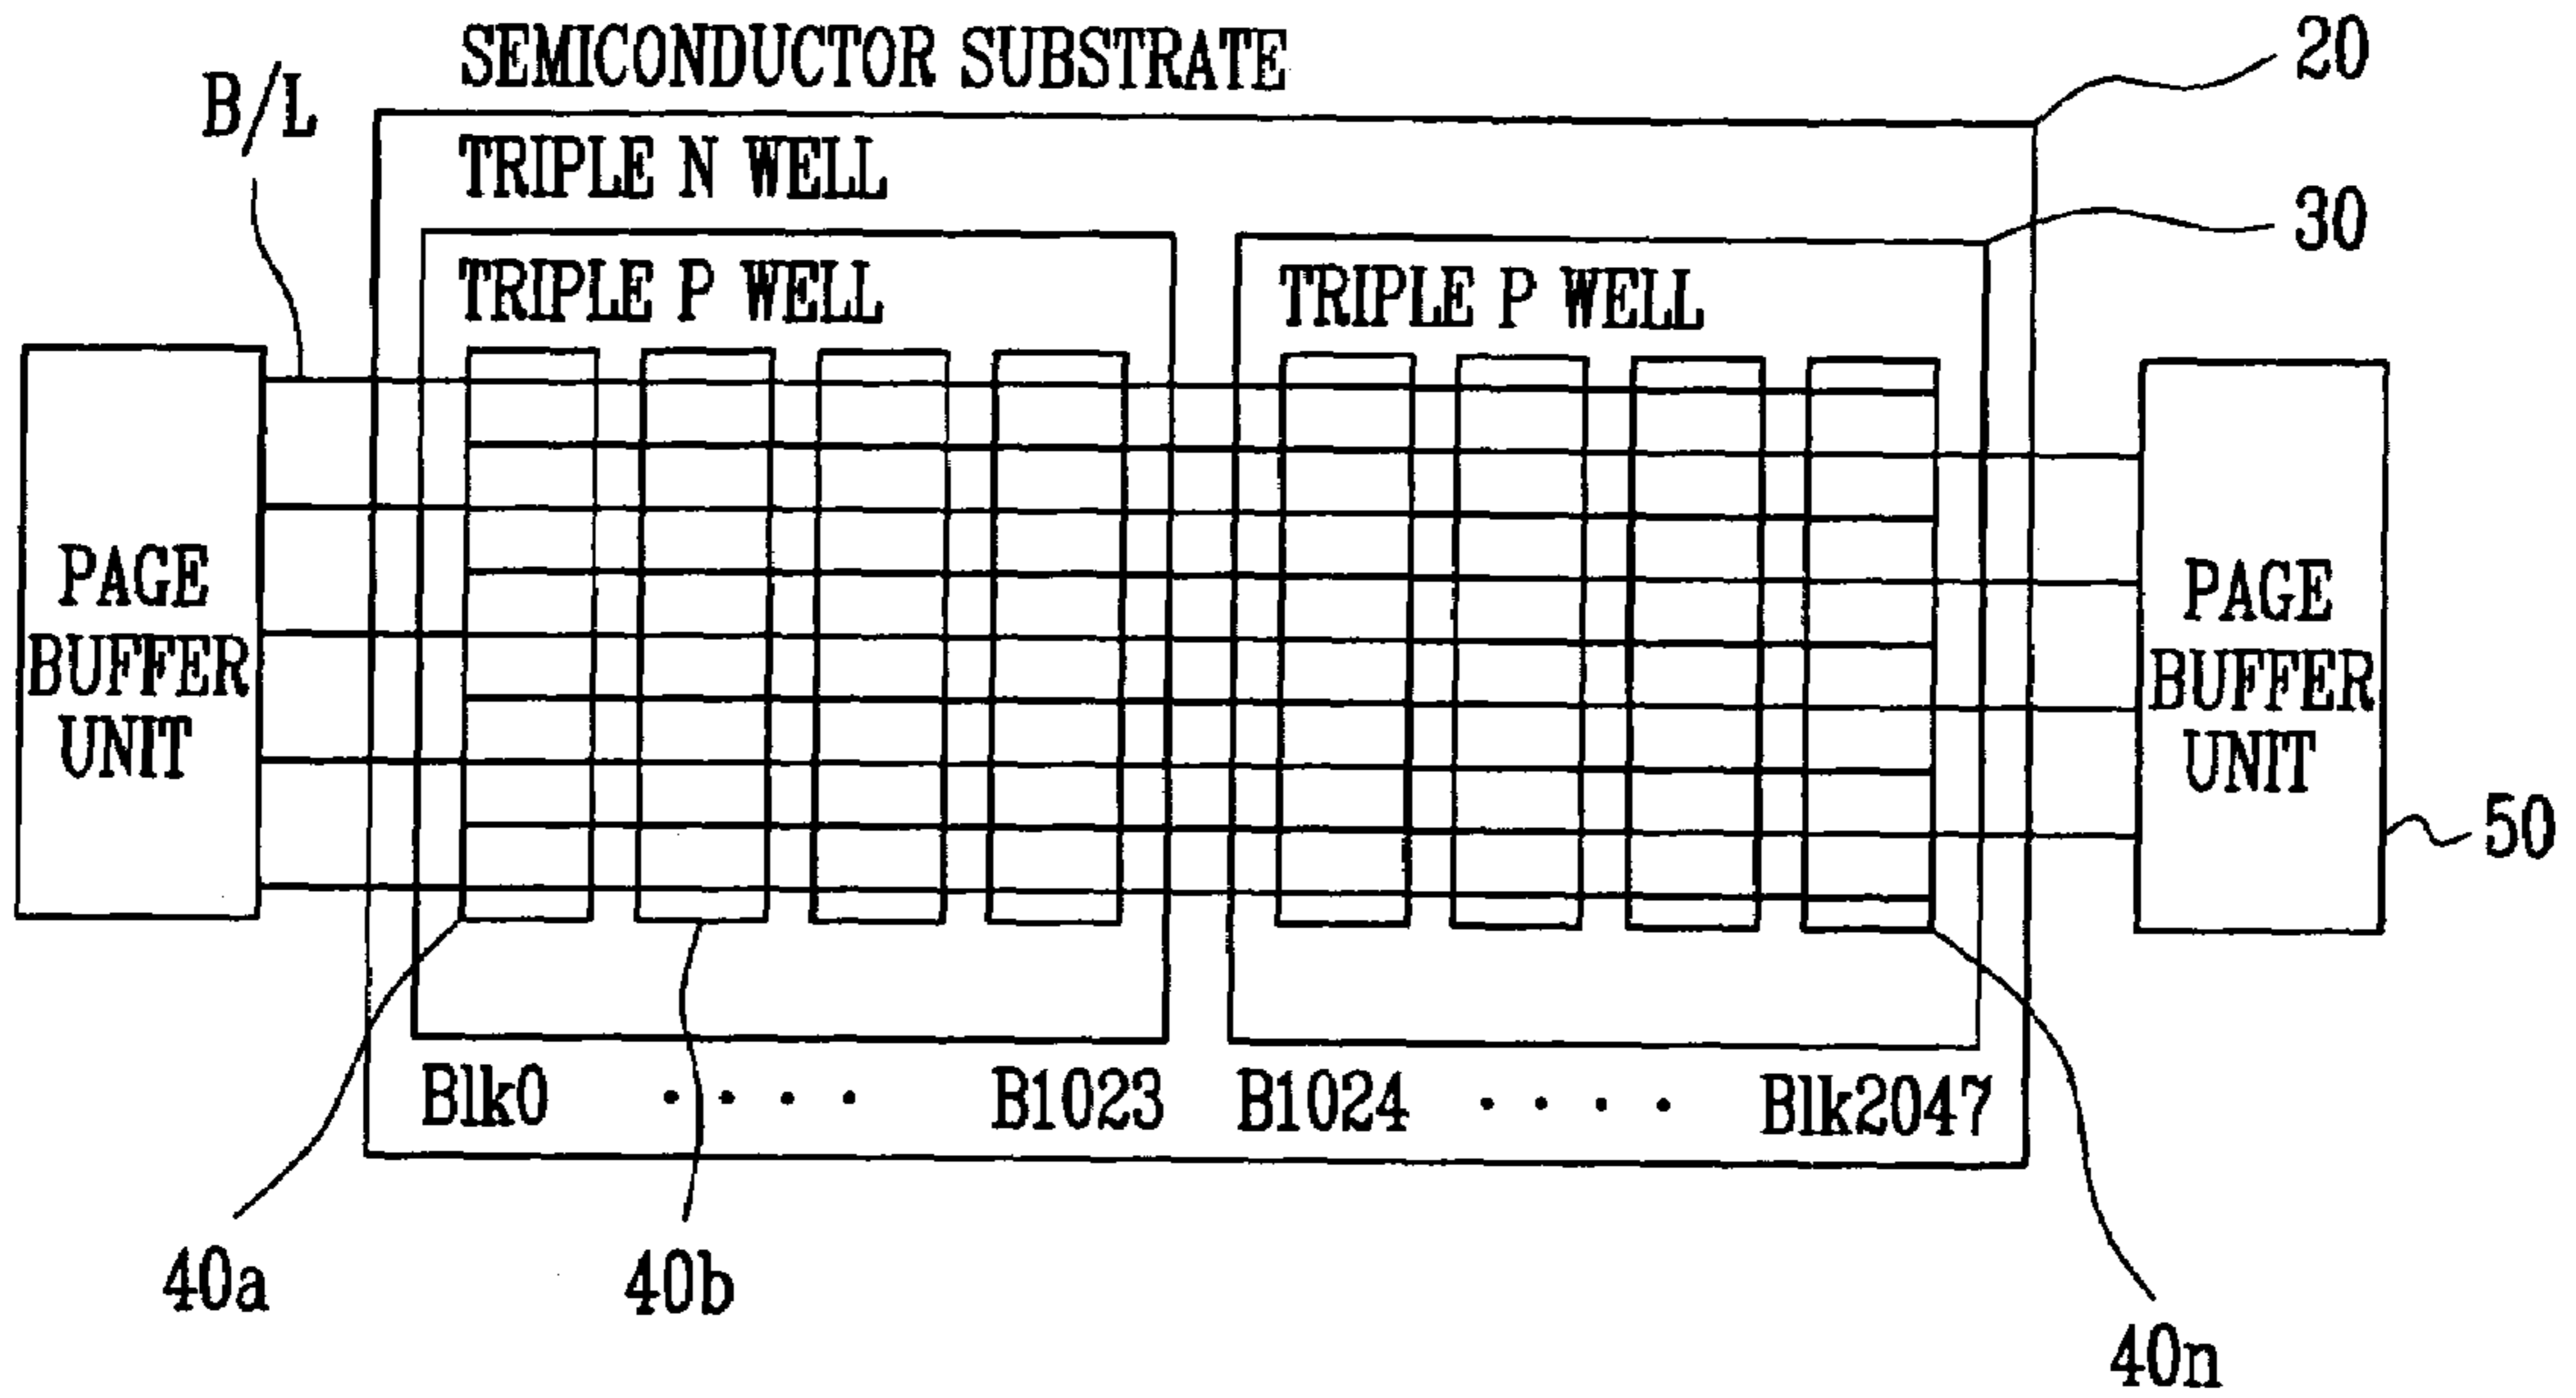 SEMICONDUCTOR SUBSTRATE
20
B/L
TRIPLE N WELL
30
TRIPLE P WELL
TRIPLE P WELL
PAGE
BUFFER
UNIT
PAGE
BUFFER
UNIT
50
Blk0 · · · · B1023
B1024 · · · · Blk2047
40a
40b
40n